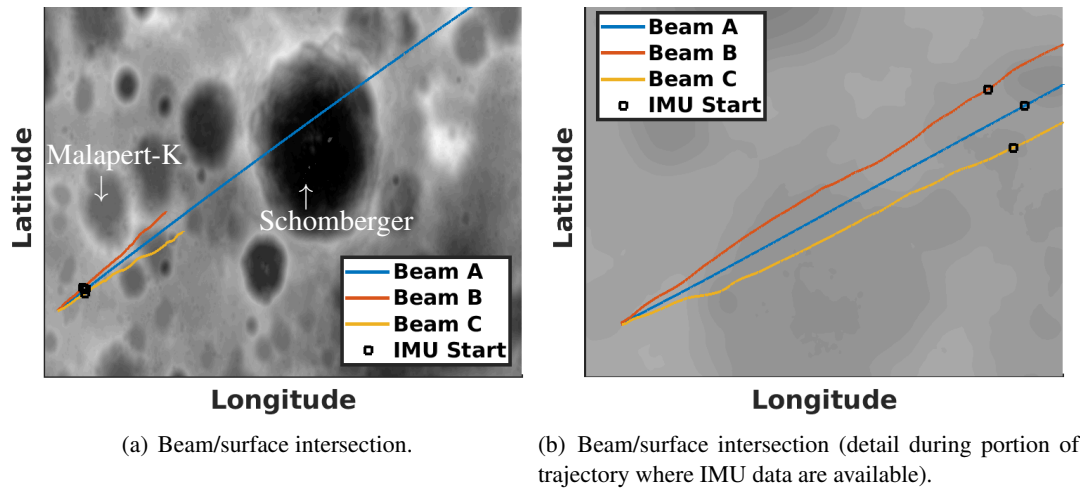 Latitude
Malapert-K
↓
↑
Schomberger
Beam A
Beam B
Beam C
IMU Start
Longitude
(a) Beam/surface intersection.
Latitude
Beam A
Beam B
Beam C
IMU Start
Longitude
(b) Beam/surface intersection (detail during portion of
trajectory where IMU data are available).